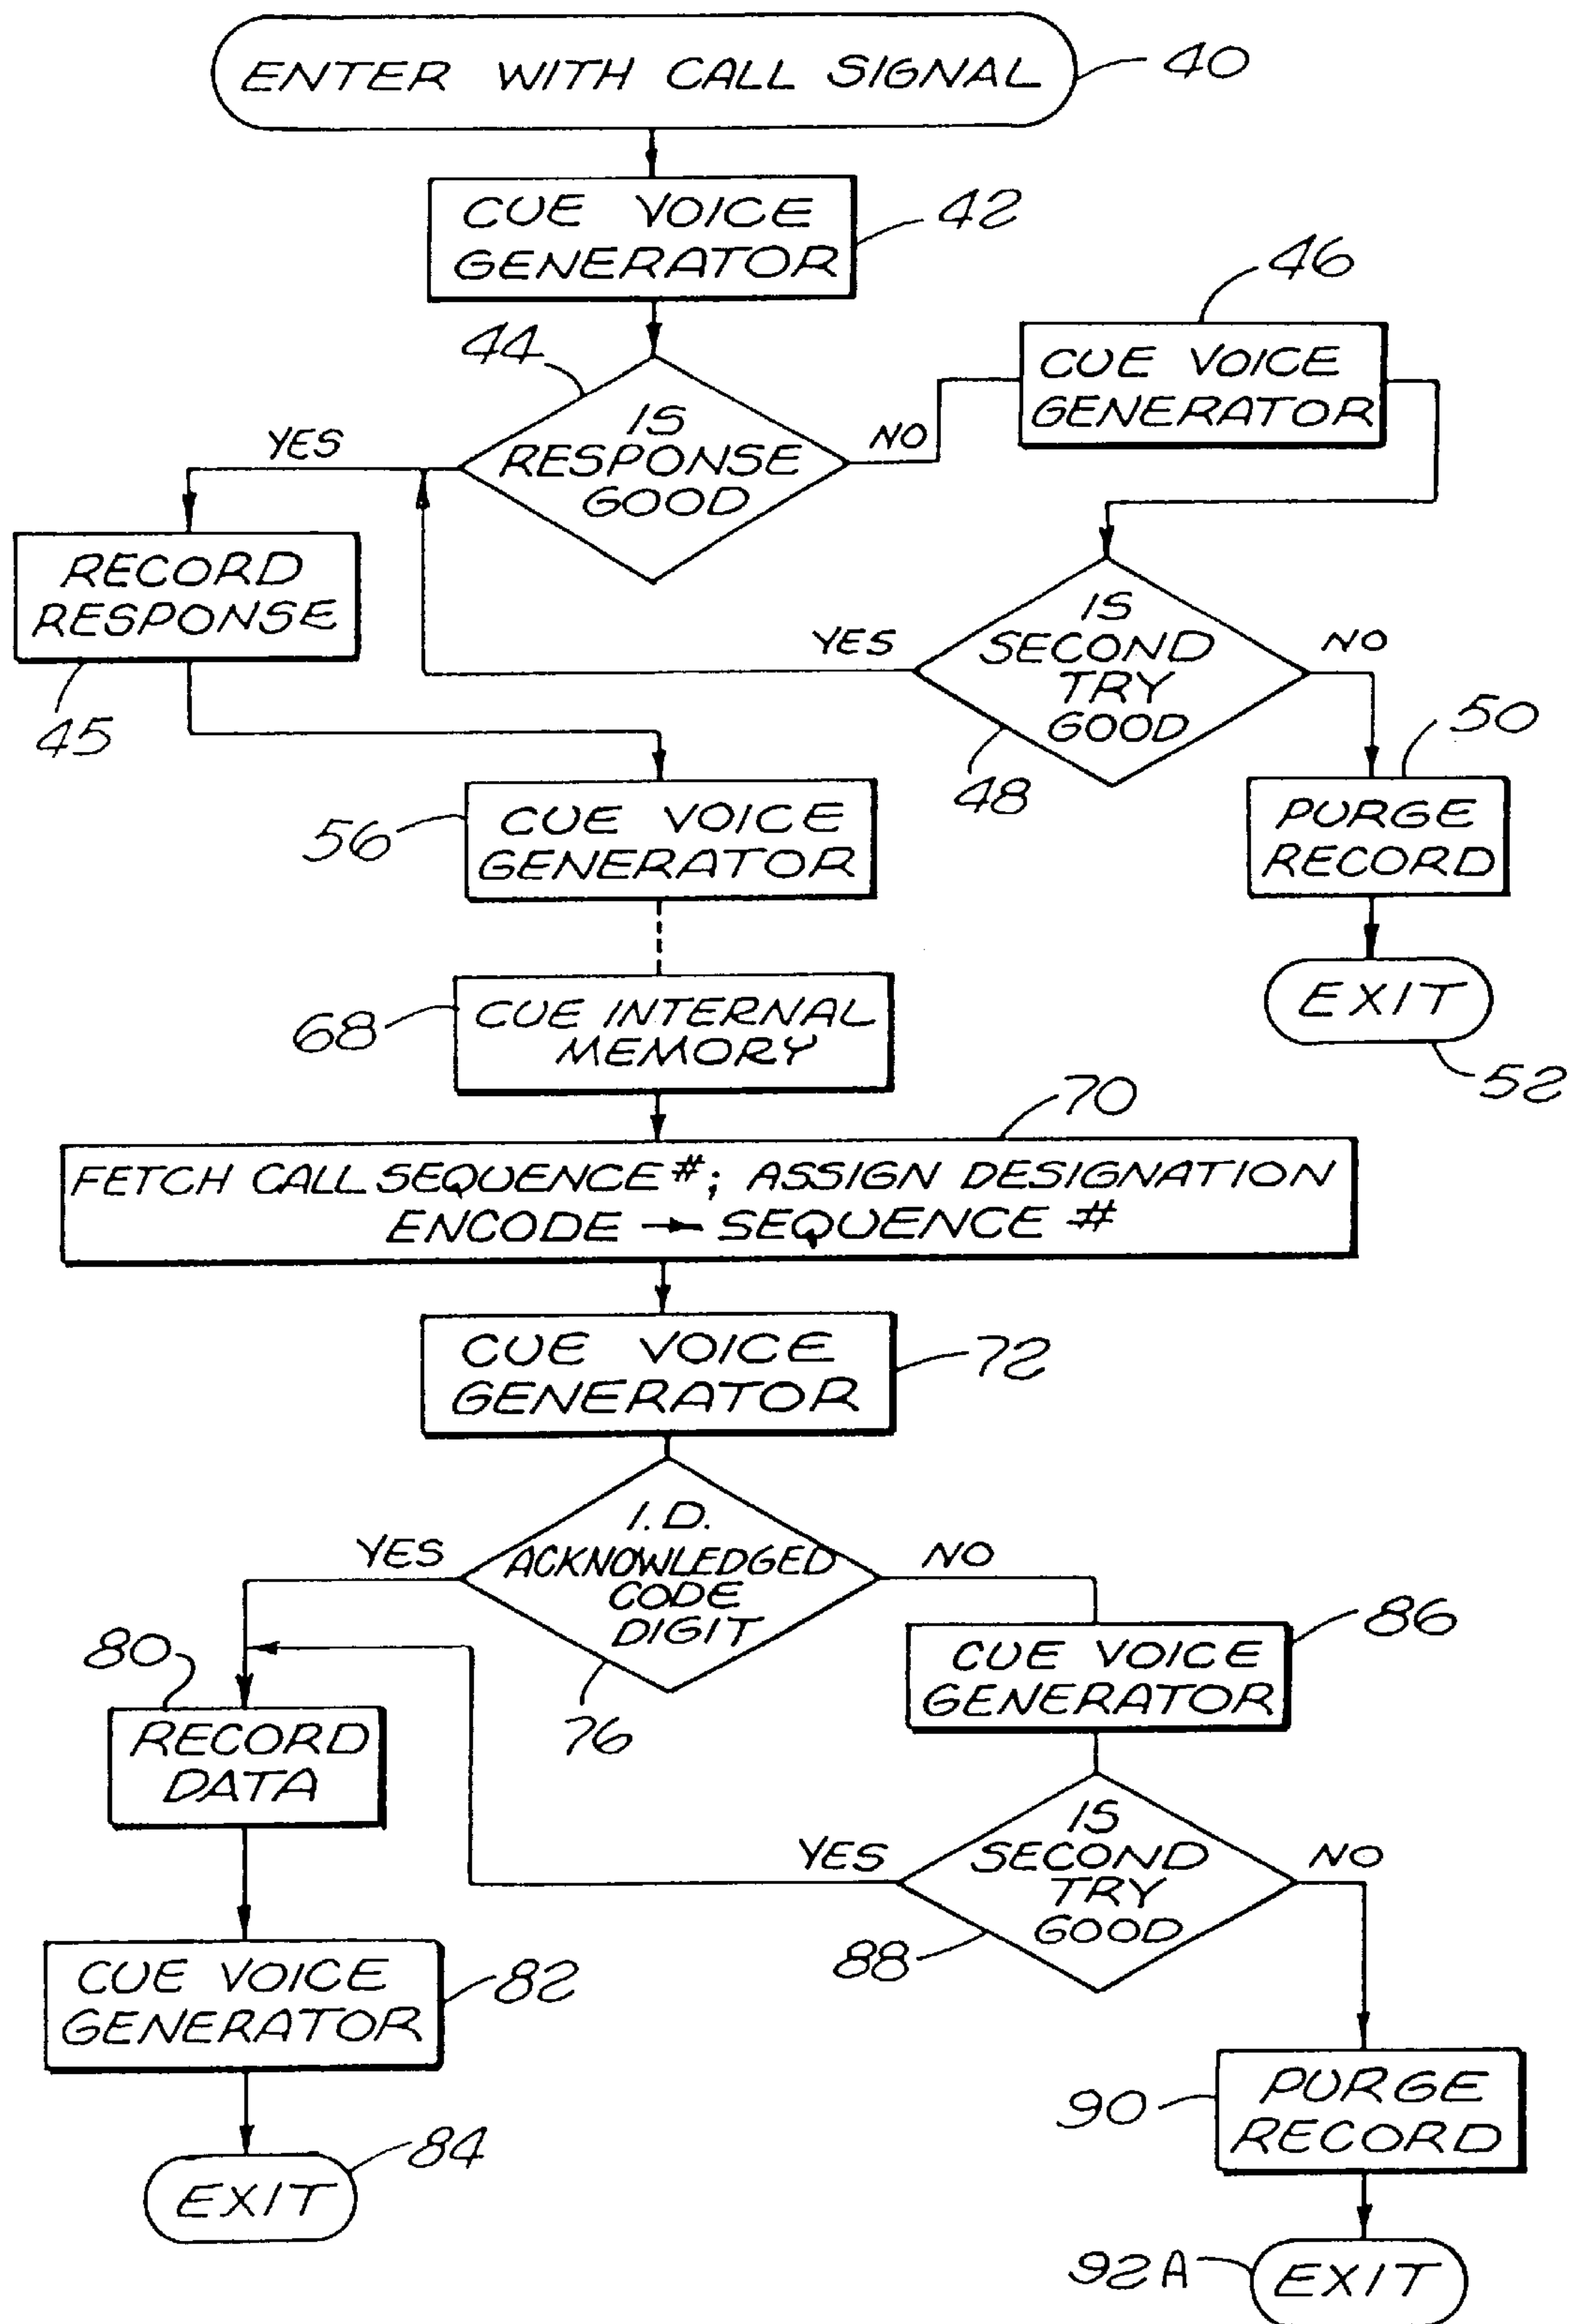 ENTER WITH CALL SIGNAL
40
CUE VOICE
GENERATOR
42
44
IS
RESPONSE
GOOD
YES
NO
46
CUE VOICE
GENERATOR
RECORD
RESPONSE
45
IS
SECOND
TRY
GOOD
YES
NO
48
50
PURGE
RECORD
EXIT
52
56
CUE VOICE
GENERATOR
68
CUE INTERNAL
MEMORY
70
FETCH CALL SEQUENCE #; ASSIGN DESIGNATION
ENCODE → SEQUENCE #
CUE VOICE
GENERATOR
72
I.D.
ACKNOWLEDGED
CODE
DIGIT
YES
NO
76
80
RECORD
DATA
86
CUE VOICE
GENERATOR
IS
SECOND
TRY
GOOD
YES
NO
88
CUE VOICE
GENERATOR
82
EXIT
84
90
PURGE
RECORD
92A
EXIT